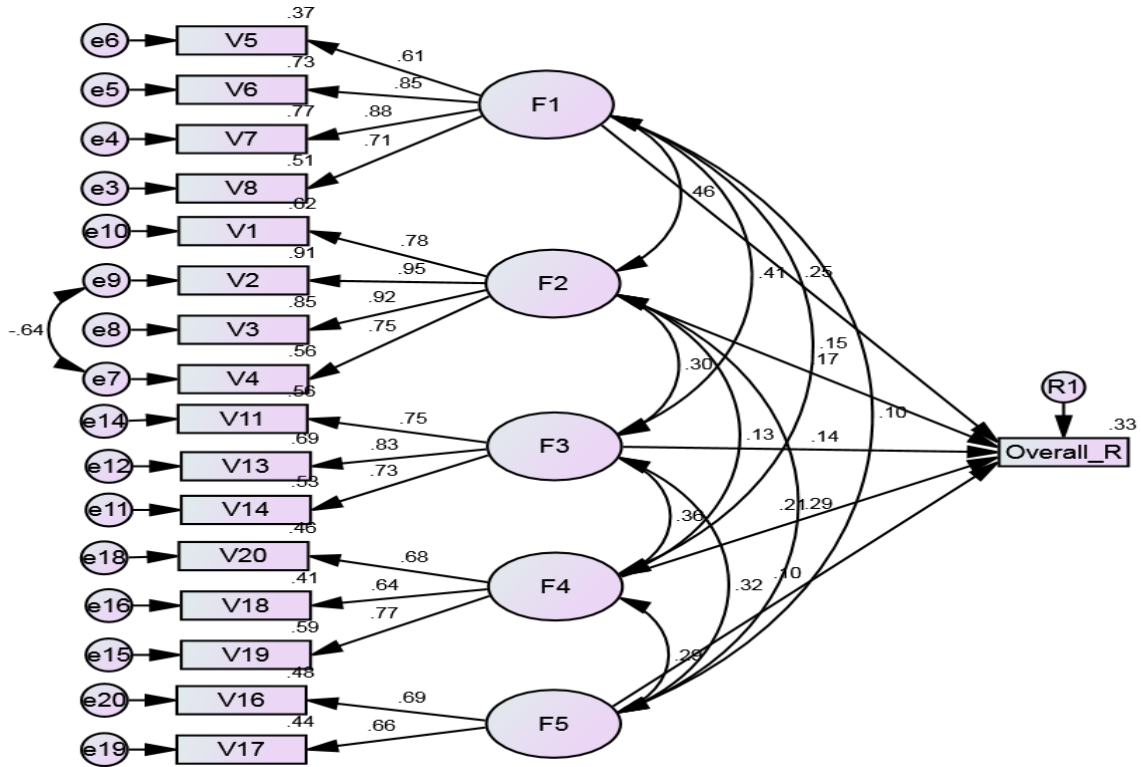 .37
e6 V5
.61
.73
e5 V6
.85
F1
.77
.88
e4 V7
.71
.51
e3 V8
46
.62
e10 V1
.78
.91
.41 .25
e9 V2
.95
F2
.85
.92
-.64
e8 V3
.75
.15
.56
17
.30
e7 V4
R1
.56
.10
e14 V11
.75
.33
.69
.83
.13
.14
F3
Overall_R
e12 V13
.73
.53
e11 V14
.21 .29
.36
.46
e18 V20
.68
.41
.10
.64
F4
.32
e16 V18
.77
.59
e15 V19
.29
.48
e20 V16
.69
.44
.66
F5
e19 V17